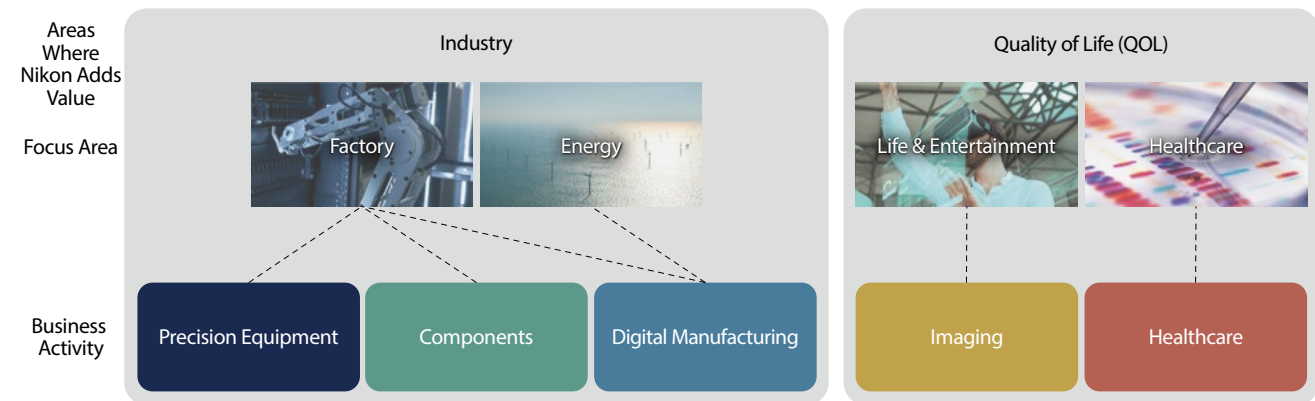 Areas
Where
Nikon Adds
Value
Industry
Quality of Life (QOL)
Focus Area
Factory
Energy
Life & Entertainment
Healthcare
Business
Activity
Precision Equipment
Components
Digital Manufacturing
Imaging
Healthcare